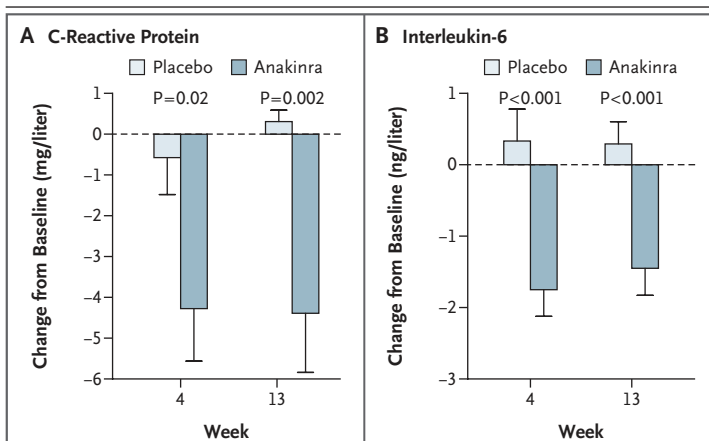 A C-Reactive Protein
Placebo Anakinra
P=0.02 P=0.002
1
0
–1
–2
–3
–4
–5
–6
Change from Baseline (mg/liter)
4 13
Week
B Interleukin-6
Placebo Anakinra
P<0.001 P<0.001
1
0
–1
–2
–3
Change from Baseline (ng/liter)
4 13
Week